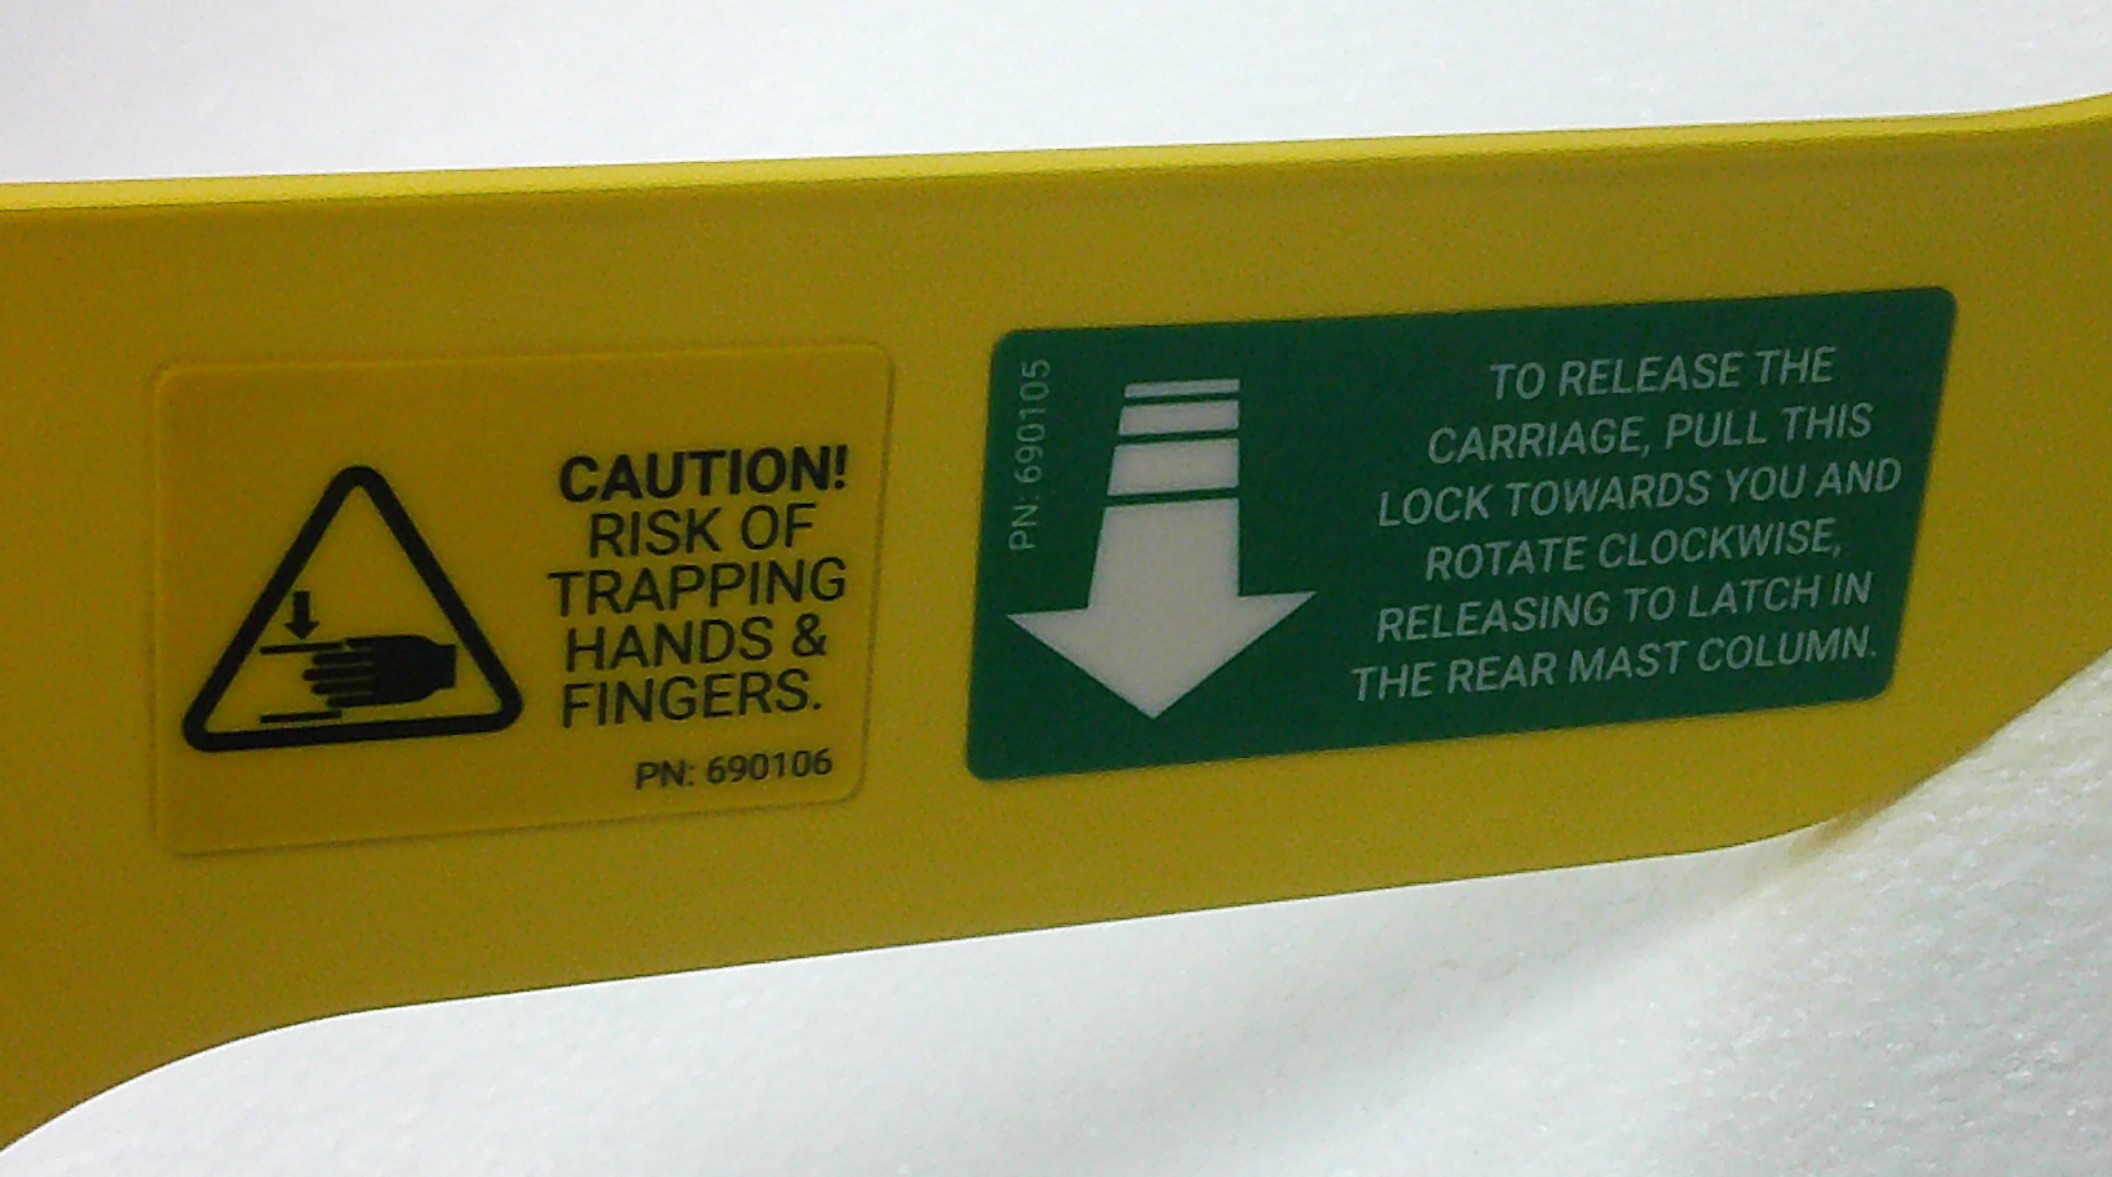 CAUTION!
RISK OF
TRAPPING
HANDS &
FINGERS.
PN: 690106
PN: 690105
TO RELEASE THE
CARRIAGE, PULL THIS
LOCK TOWARDS YOU AND
ROTATE CLOCKWISE,
RELEASING TO LATCH IN
THE REAR MAST COLUMN.